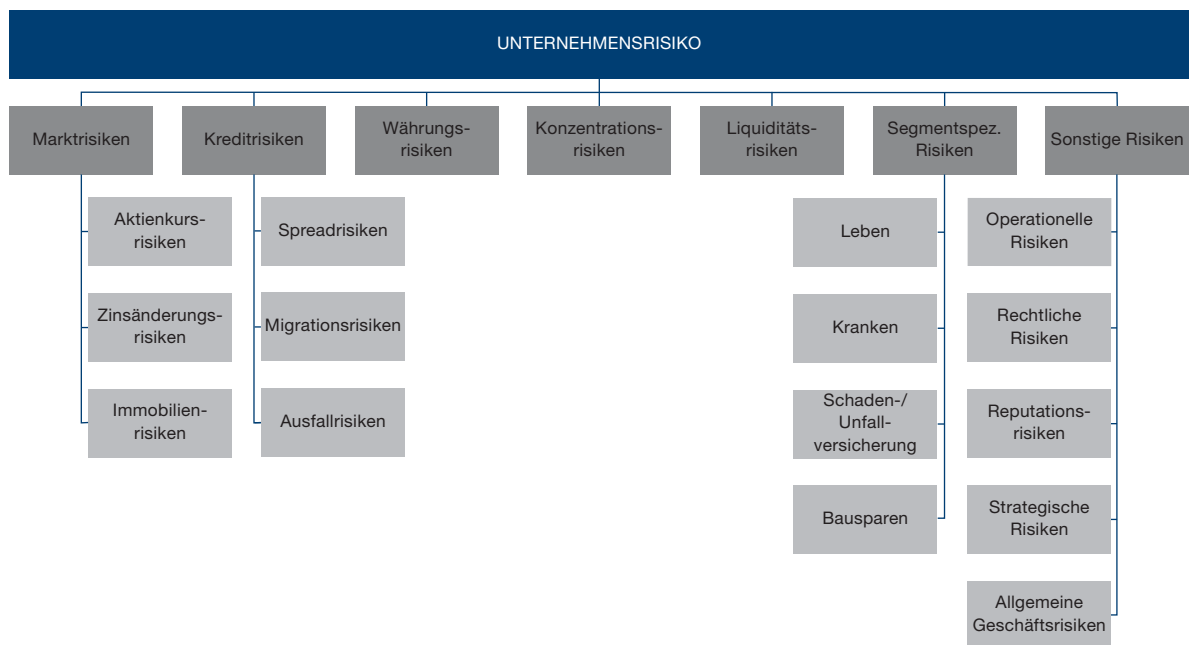 UNTERNEHMENSRISIKO
Marktrisiken
Kreditrisiken
Währungs-
risiken
Konzentrations-
risiken
Liquiditäts-
risiken
Segmentspez.
Risiken
Sonstige Risiken
Aktienkurs-
risiken
Zinsänderungs-
risiken
Immobilien-
risiken
Spreadrisiken
Migrationsrisiken
Ausfallrisiken
Leben
Kranken
Schaden-/
Unfall-
versicherung
Bausparen
Operationelle
Risiken
Rechtliche
Risiken
Reputations-
risiken
Strategische
Risiken
Allgemeine
Geschäftsrisiken